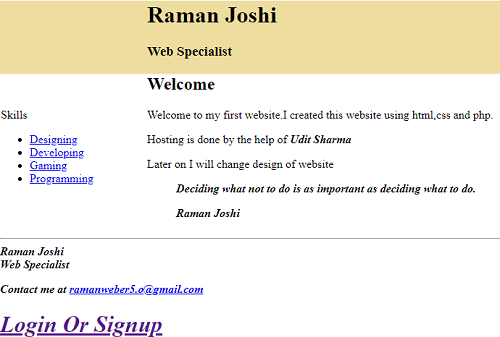 Raman Joshi
Web Specialist
Welcome
Skills
Designing
Developing
Gaming
Programming
Welcome to my first website.I created this website using html,css and php.
Hosting is done by the help of Udit Sharma
Later on I will change design of website
Deciding what not to do is as important as deciding what to do.
Raman Joshi
Raman Joshi
Web Specialist
Contact me at ramanweber5.o@gmail.com
Login Or Signup